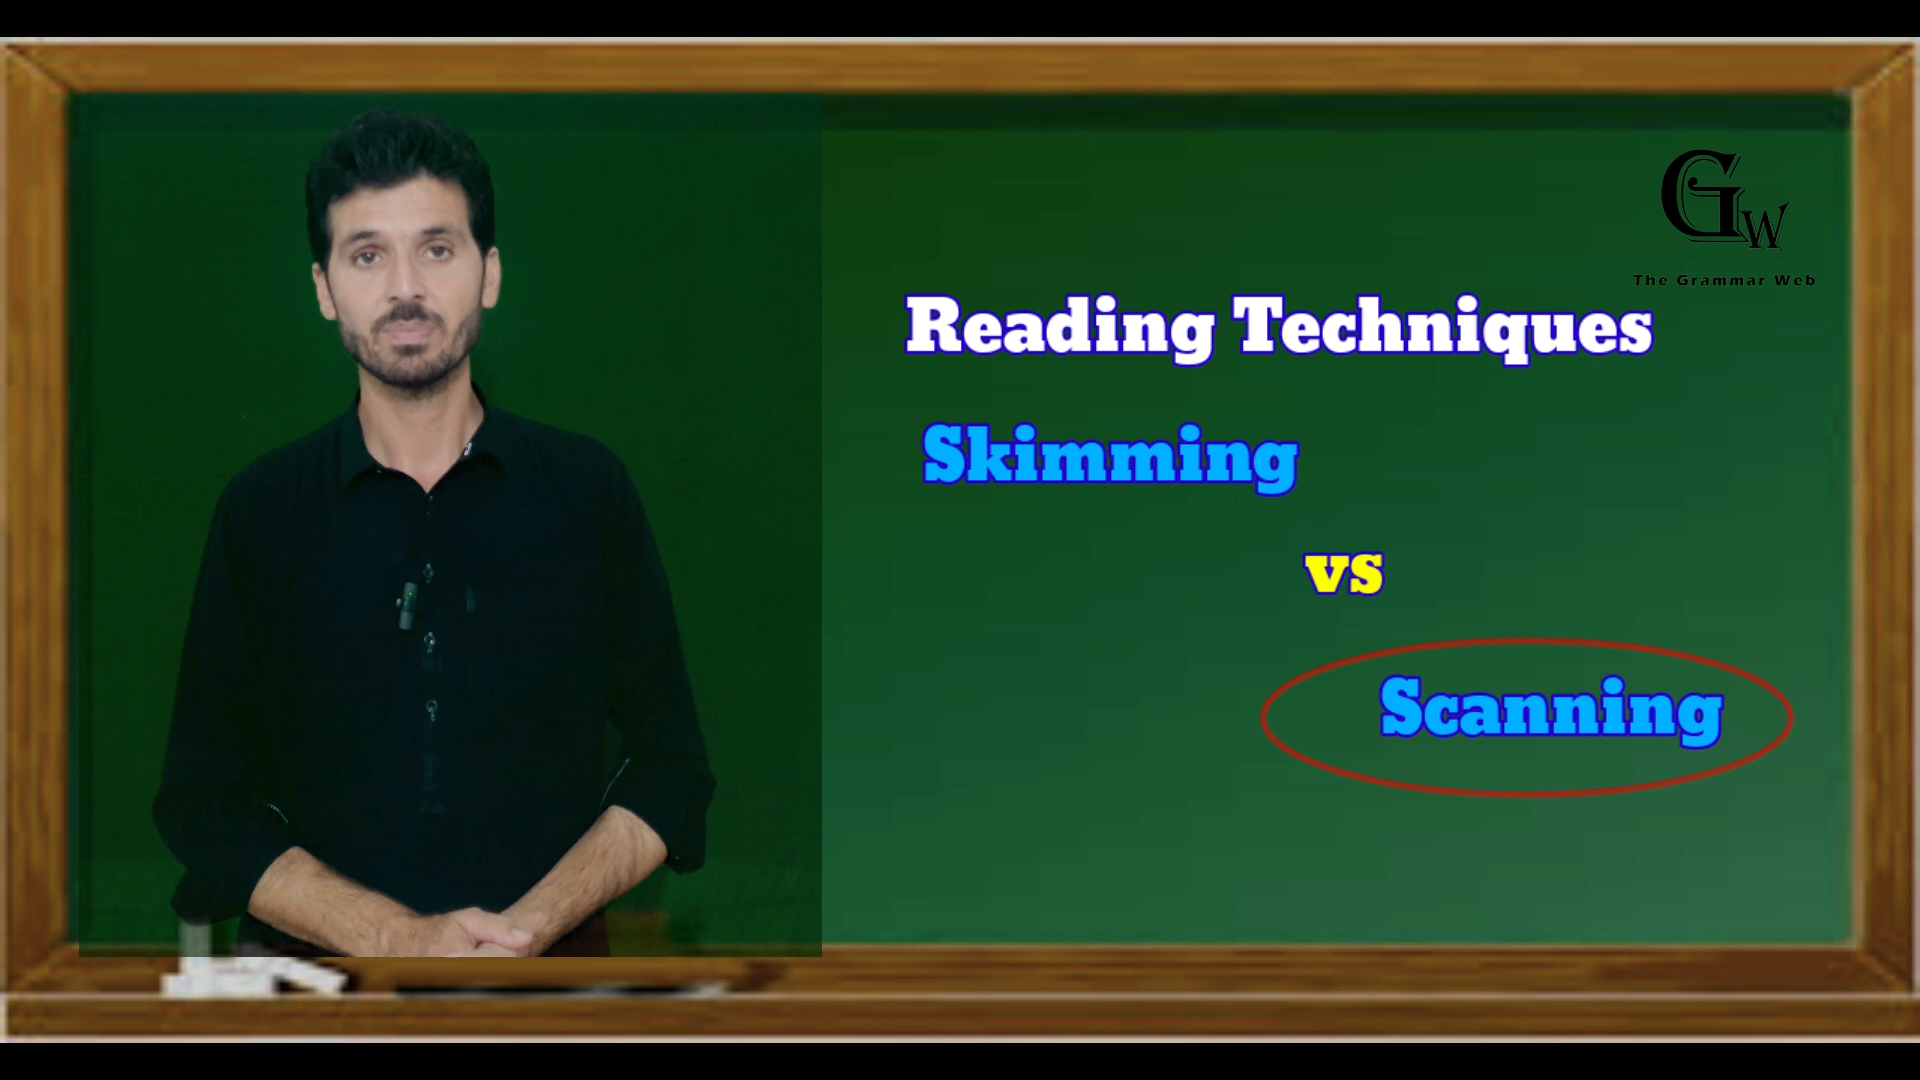 GW
The Grammar Web
Reading Techniques
Skimming
vs
Scanning